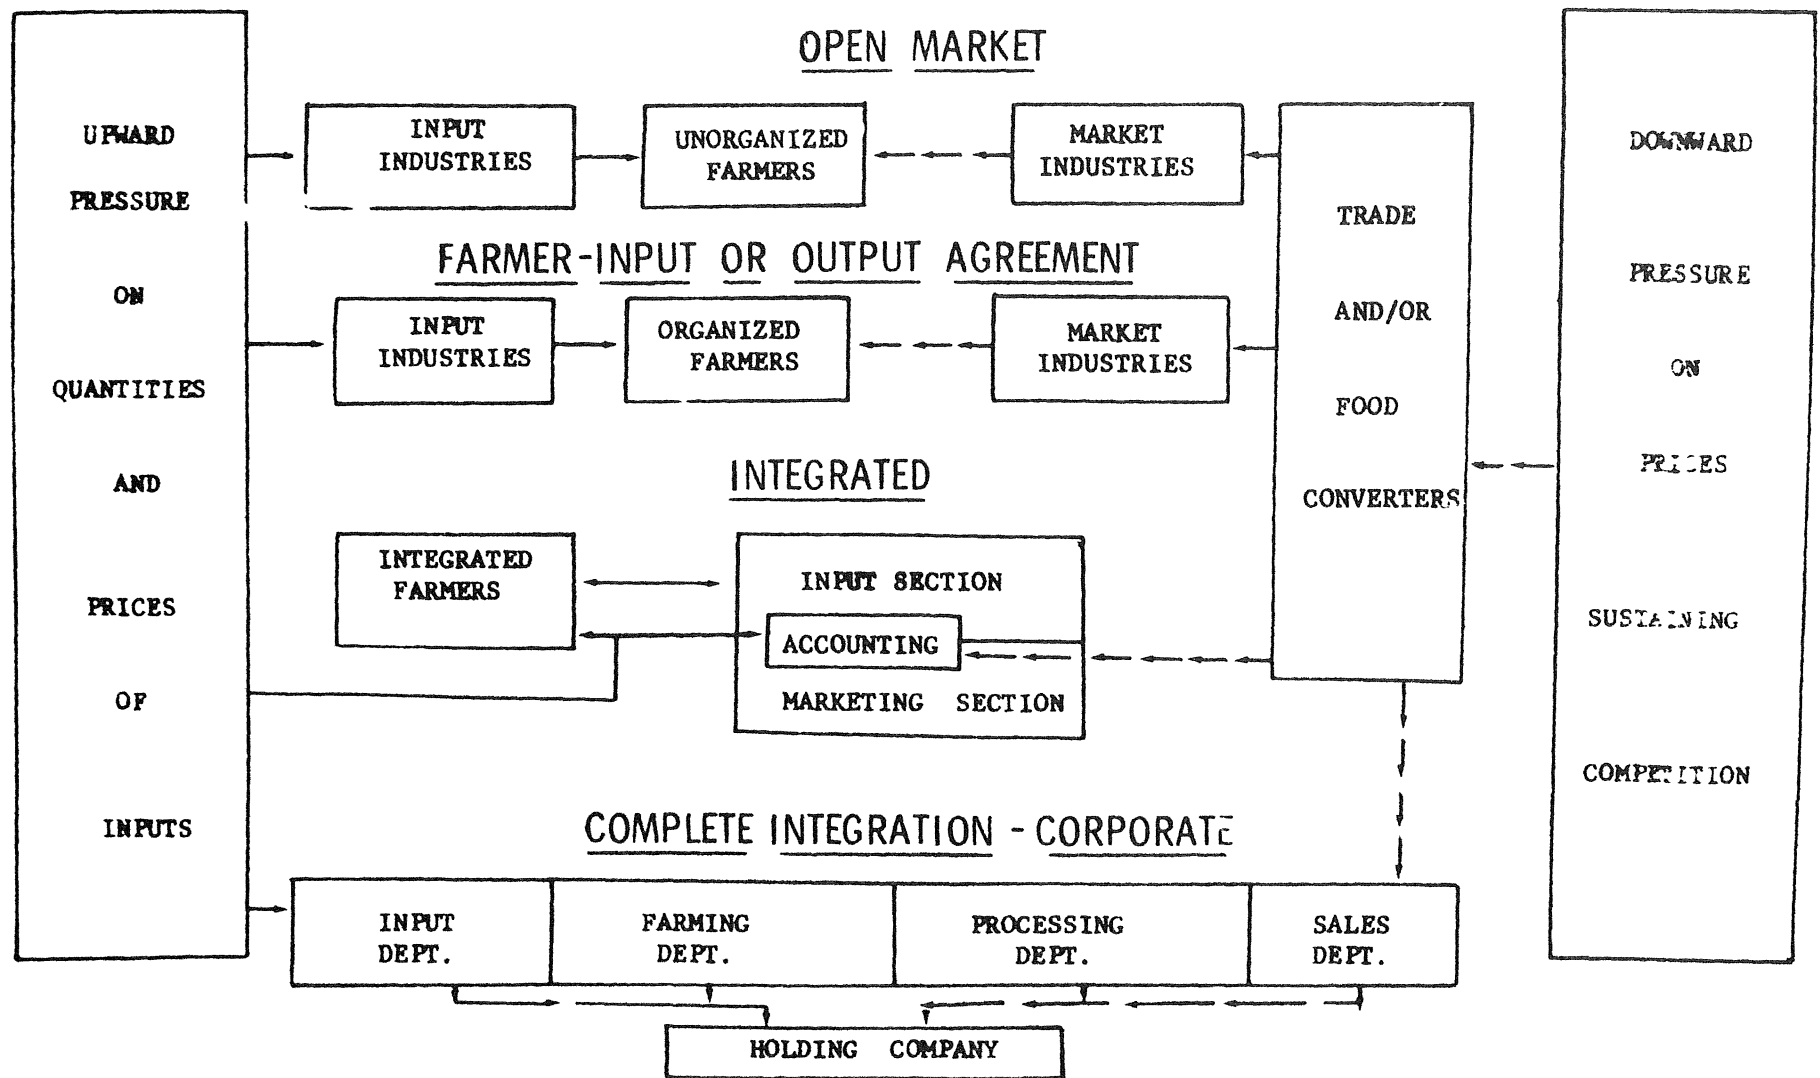 OPEN MARKET
UPWARD
PRESSURE
ON
QUANTITIES
AND
PRICES
OF
INPUTS
INPUT
INDUSTRIES
UNORGANIZED
FARMERS
MARKET
INDUSTRIES
FARMER-INPUT OR OUTPUT AGREEMENT
INPUT
INDUSTRIES
ORGANIZED
FARMERS
MARKET
INDUSTRIES
INTEGRATED
INTEGRATED
FARMERS
INPUT SECTION
ACCOUNTING
MARKETING SECTION
TRADE
AND/OR
FOOD
CONVERTERS
COMPLETE INTEGRATION - CORPORATE
INPUT
DEPT.
FARMING
DEPT.
PROCESSING
DEPT.
SALES
DEPT.
HOLDING COMPANY
DOWNWARD
PRESSURE
ON
PRICES
SUSTAINING
COMPETITION